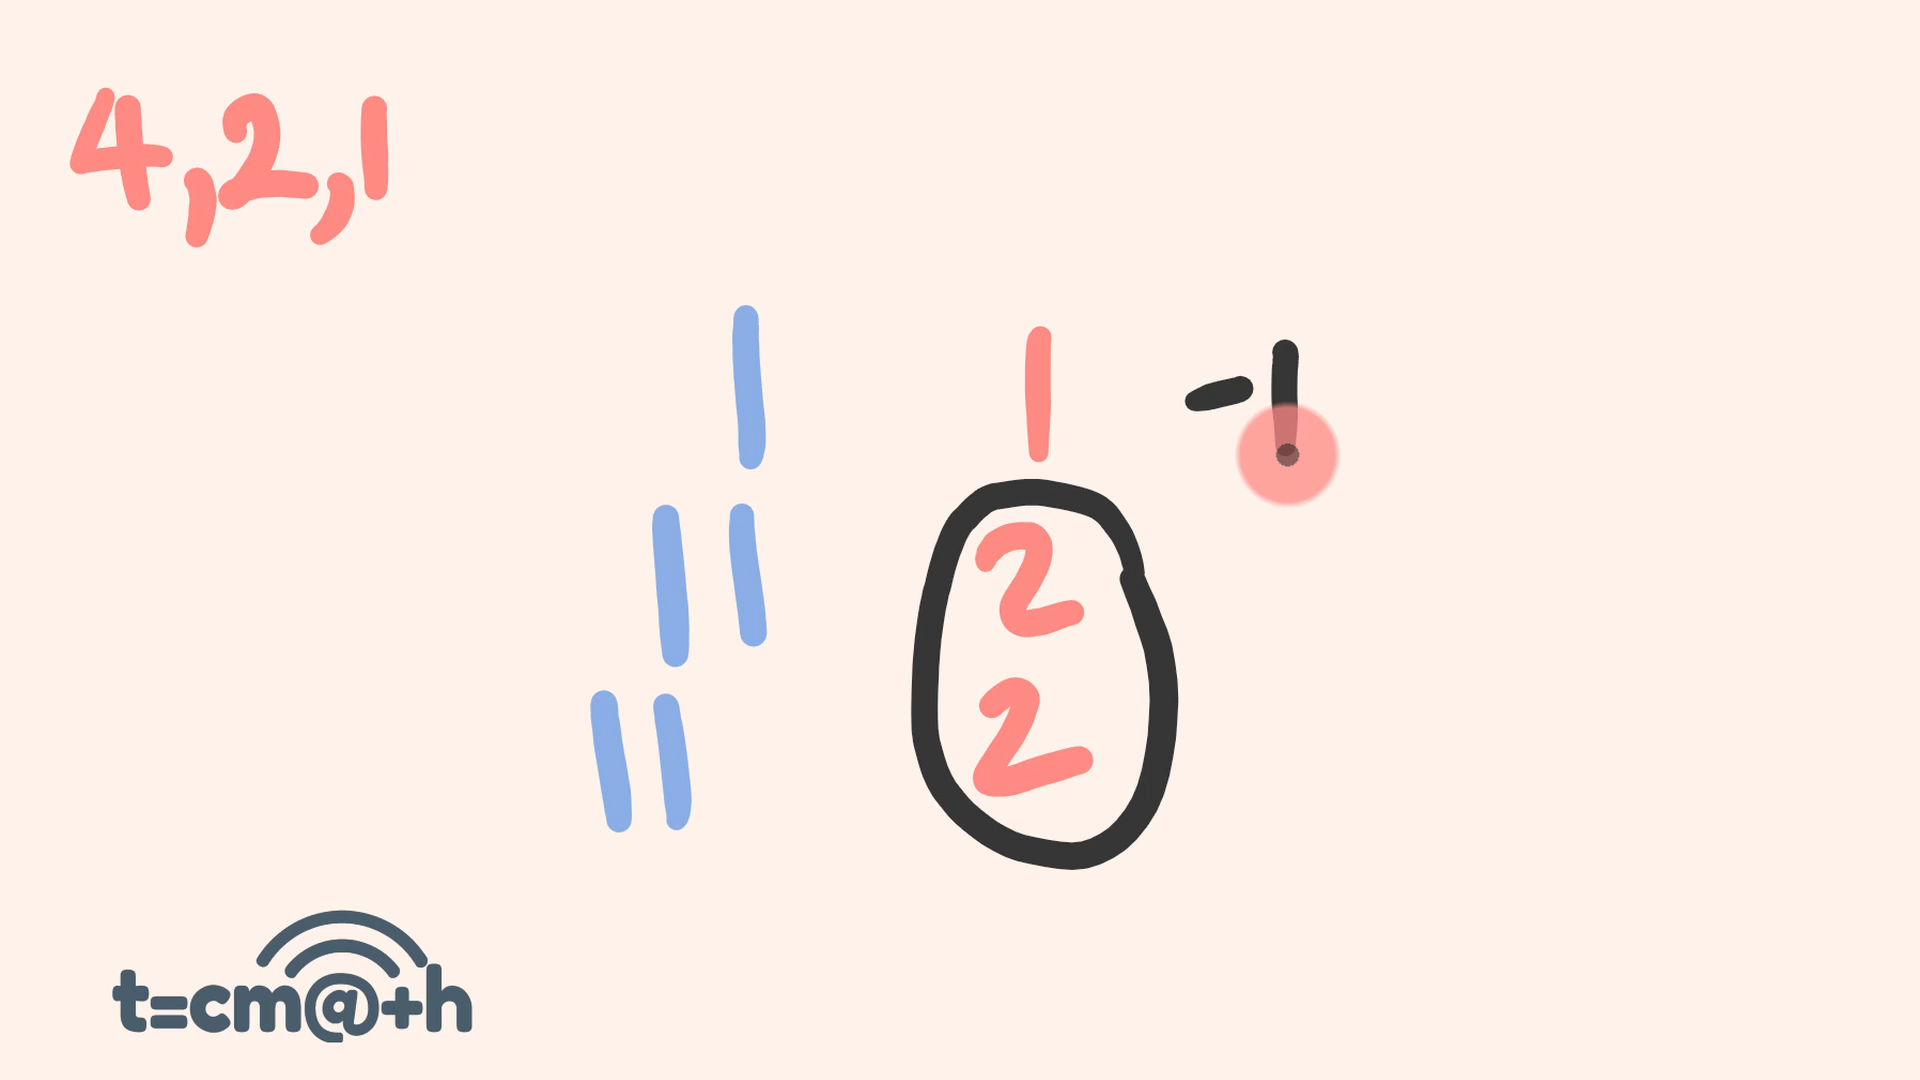 4,2,1
| 1 -1
|| 2
|| 2
t=cm@+h